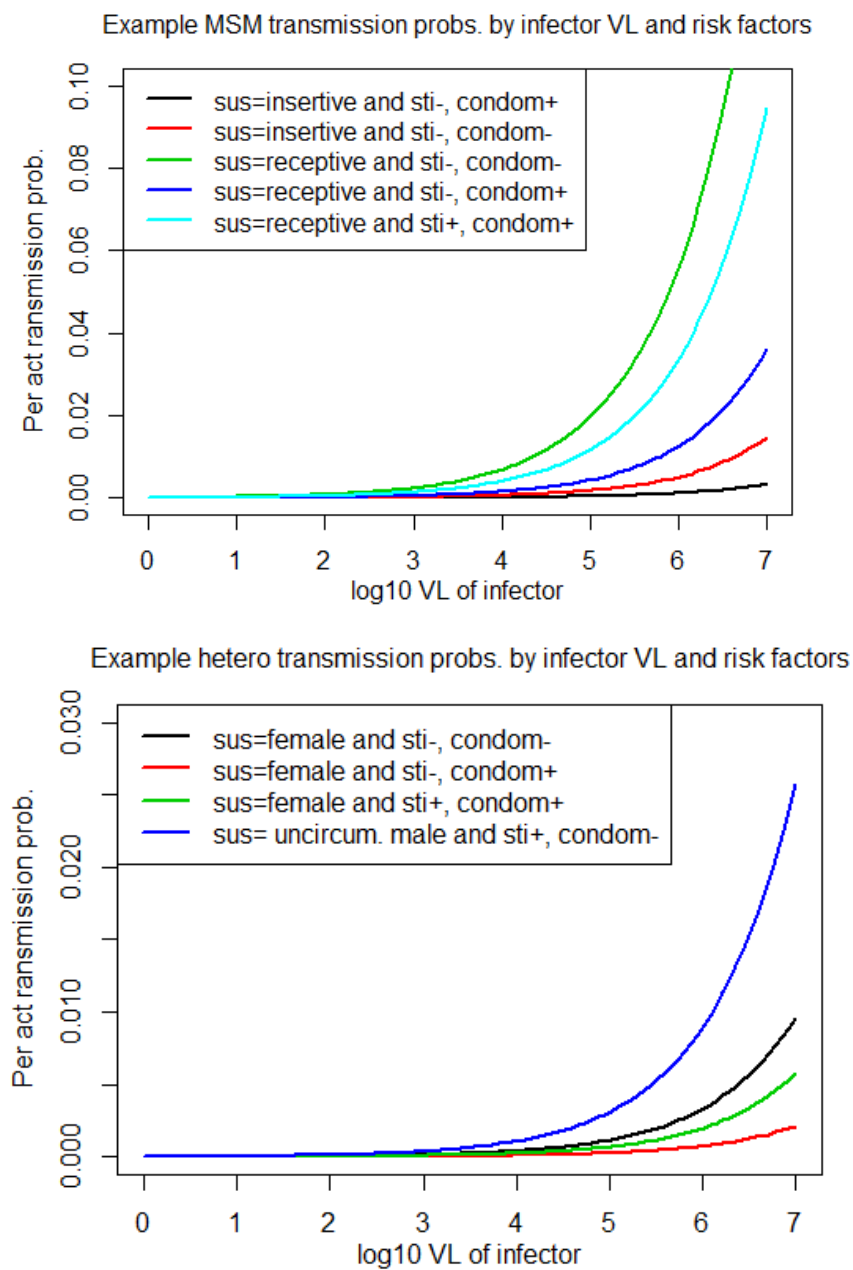 Example MSM transmission probs. by infector VL and risk factors
sus=insertive and sti-, condom+
sus=insertive and sti-, condom-
sus=receptive and sti-, condom-
sus=receptive and sti-, condom+
sus=receptive and sti+, condom+
Per act ransmission prob.
0.10
0.08
0.06
0.04
0.02
0.00
0 1 2 3 4 5 6 7
log10 VL of infector
Example hetero transmission probs. by infector VL and risk factors
sus=female and sti-, condom-
sus=female and sti-, condom+
sus=female and sti+, condom+
sus= uncircum. male and sti+, condom-
Per act ransmission prob.
0.030
0.020
0.010
0.000
0 1 2 3 4 5 6 7
log10 VL of infector